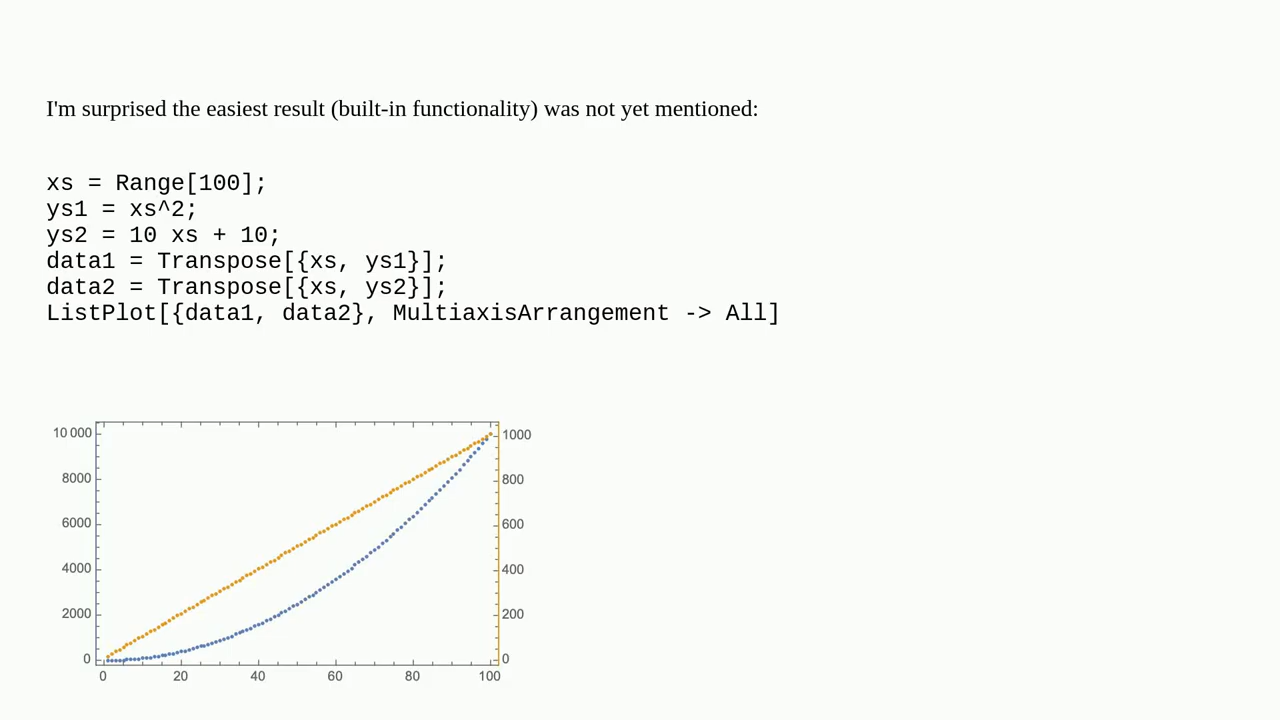 I'm surprised the easiest result (built-in functionality) was not yet mentioned:
xs = Range[100];
ys1 = xs^2;
ys2 = 10 xs + 10;
data1 = Transpose[{xs, ys1}];
data2 = Transpose[{xs, ys2}];
ListPlot[{data1, data2}, MultiaxisArrangement -> All]
10 000
8000
6000
4000
2000
0
1000
800
600
400
200
0
0 20 40 60 80 100